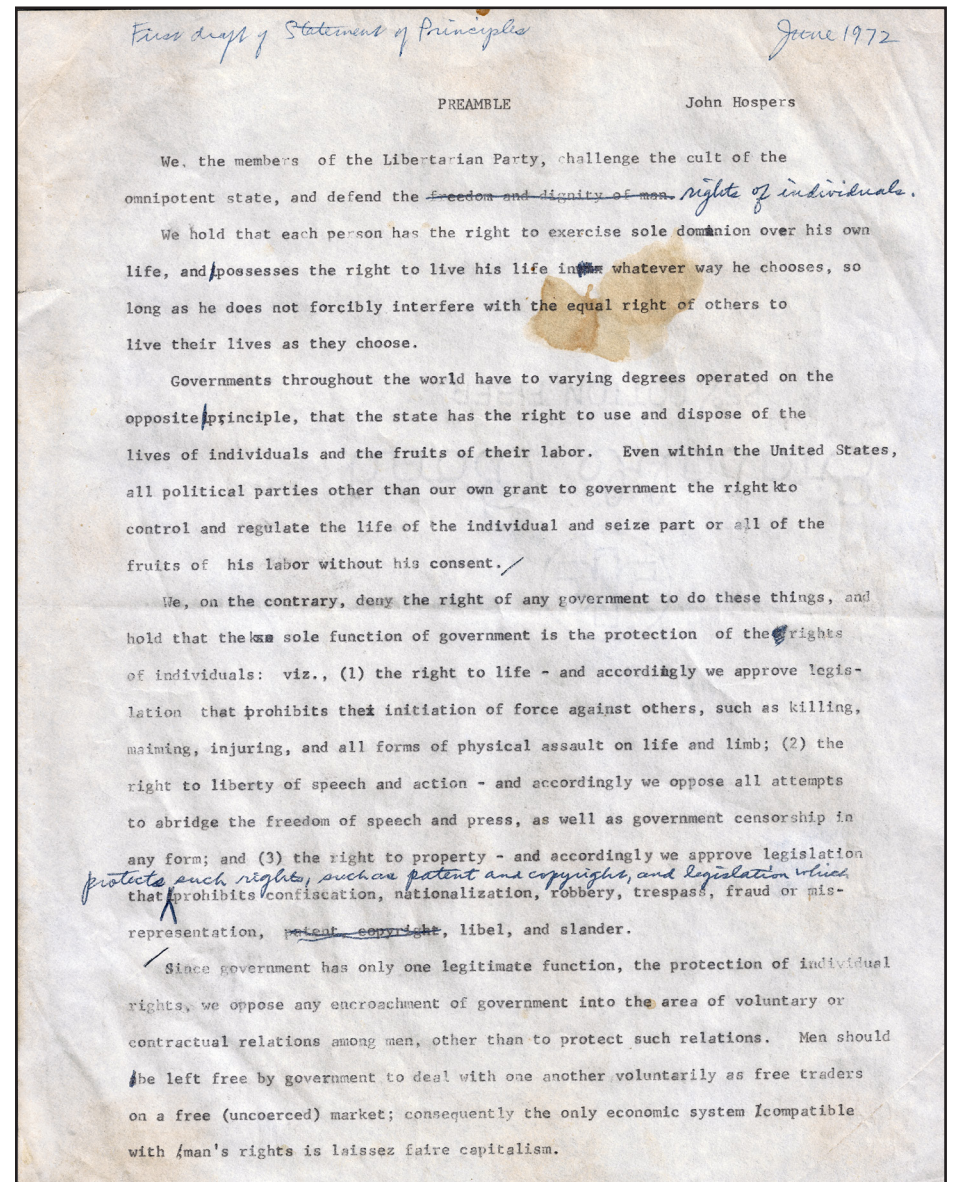 First draft of Statement of Principles June 1972
PREAMBLE John Hospers
We, the members of the Libertarian Party, challenge the cult of the
omnipotent state, and defend the freedom and dignity of man. rights of individuals.
We hold that each person has the right to exercise sole dominion over his own
life, and possesses the right to live his life in whatever way he chooses, so
long as he does not forcibly interfere with the equal right of others to
live their lives as they choose.
Governments throughout the world have to varying degrees operated on the
opposite principle, that the state has the right to use and dispose of the
lives of individuals and the fruits of their labor. Even within the United States,
all political parties other than our own grant to government the right to
control and regulate the life of the individual and seize part or all of the
fruits of his labor without his consent.
We, on the contrary, deny the right of any government to do these things, and
hold that the sole function of government is the protection of the rights
of individuals: viz., (1) the right to life - and accordingly we approve legis-
lation that prohibits the initiation of force against others, such as killing,
maiming, injuring, and all forms of physical assault on life and limb; (2) the
right to liberty of speech and action - and accordingly we oppose all attempts
to abridge the freedom of speech and press, as well as government censorship in
any form; and (3) the right to property - and accordingly we approve legislation
protects such rights, such as patent and copyright, and legislation which
that prohibits confiscation, nationalization, robbery, trespass, fraud or mis-
representation, patent, copyright, libel, and slander.
Since government has only one legitimate function, the protection of individual
rights, we oppose any encroachment of government into the area of voluntary or
contractual relations among men, other than to protect such relations. Men should
be left free by government to deal with one another voluntarily as free traders
on a free (uncoerced) market; consequently the only economic system compatible
with man's rights is laissez faire capitalism.